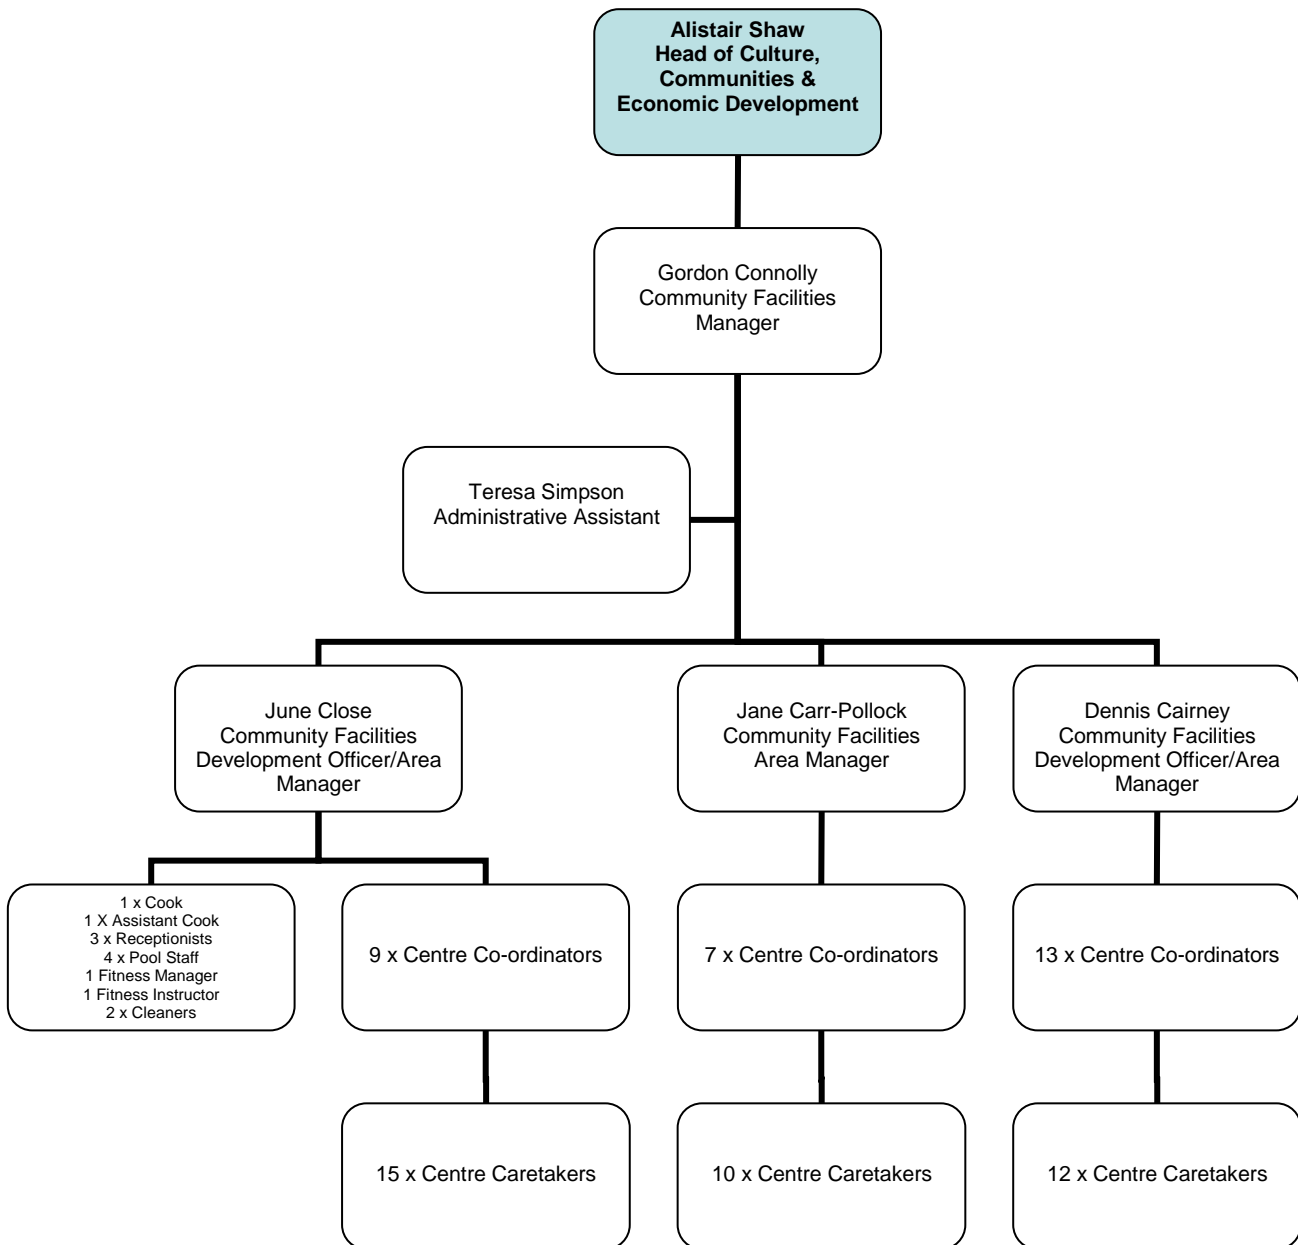 Alistair Shaw
Head of Culture,
Communities &
Economic Development
Gordon Connolly
Community Facilities
Manager
Teresa Simpson
Administrative Assistant
June Close
Community Facilities
Development Officer/Area
Manager
Jane Carr-Pollock
Community Facilities
Area Manager
Dennis Cairney
Community Facilities
Development Officer/Area
Manager
1 x Cook
1 X Assistant Cook
3 x Receptionists
4 x Pool Staff
1 Fitness Manager
1 Fitness Instructor
2 x Cleaners
9 x Centre Co-ordinators
7 x Centre Co-ordinators
13 x Centre Co-ordinators
15 x Centre Caretakers
10 x Centre Caretakers
12 x Centre Caretakers